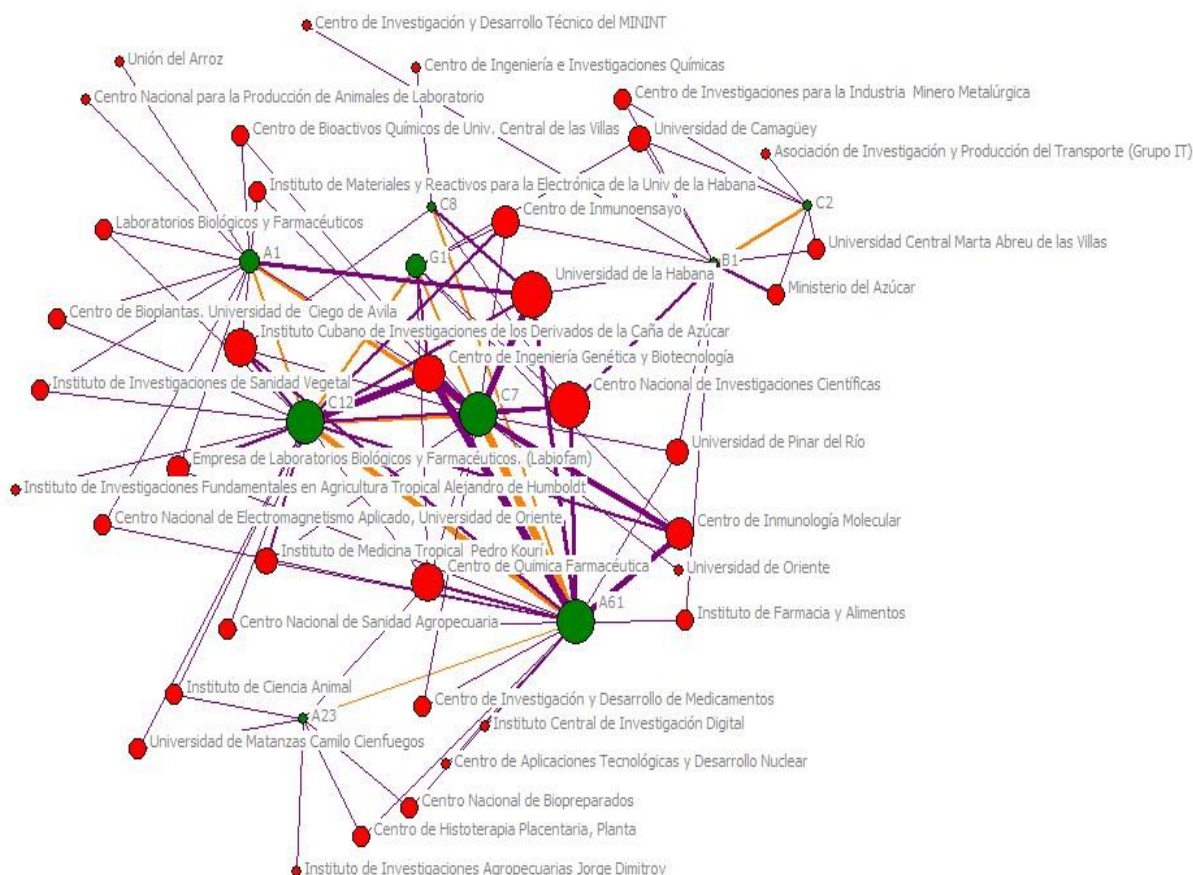 Centro de Investigación y Desarrollo Técnico del MININT
Unión del Arroz
Centro de Ingeniería e Investigaciones Químicas
Centro Nacional para la Producción de Animales de Laboratorio
Centro de Investigaciones para la Industria Minero Metalúrgica
Centro de Bioactivos Químicos de Univ. Central de las Villas
Universidad de Camagüey
Asociación de Investigación y Producción del Transporte (Grupo IT)
Instituto de Materiales y Reactivos para la Electrónica de la Univ de la Habana
C8
C2
Centro de Inmunoensayo
Laboratorios Biológicos y Farmacéuticos
Universidad Central Marta Abreu de las Villas
A1
G1
B1
Universidad de la Habana
Ministerio del Azúcar
Centro de Bioplantas. Universidad de Ciego de Avila
Instituto Cubano de Investigaciones de los Derivados de la Caña de Azúcar
Centro de Ingeniería Genética y Biotecnología
Instituto de Investigaciones de Sanidad Vegetal
Centro Nacional de Investigaciones Científicas
C12
C7
Universidad de Pinar del Río
Empresa de Laboratorios Biológicos y Farmacéuticos. (Labiofam)
Instituto de Investigaciones Fundamentales en Agricultura Tropical Alejandro de Humboldt
Centro Nacional de Electromagnetismo Aplicado, Universidad de Oriente
Centro de Inmunología Molecular
Instituto de Medicina Tropical Pedro Kourí
Centro de Química Farmacéutica
Universidad de Oriente
A61
Instituto de Farmacia y Alimentos
Centro Nacional de Sanidad Agropecuaria
Instituto de Ciencia Animal
Centro de Investigación y Desarrollo de Medicamentos
A23
Instituto Central de Investigación Digital
Universidad de Matanzas Camilo Cienfuegos
Centro de Aplicaciones Tecnológicas y Desarrollo Nuclear
Centro Nacional de Biopreparados
Centro de Histoterapia Placentaria, Planta
Instituto de Investigaciones Agropecuarias Jorge Dimitrov